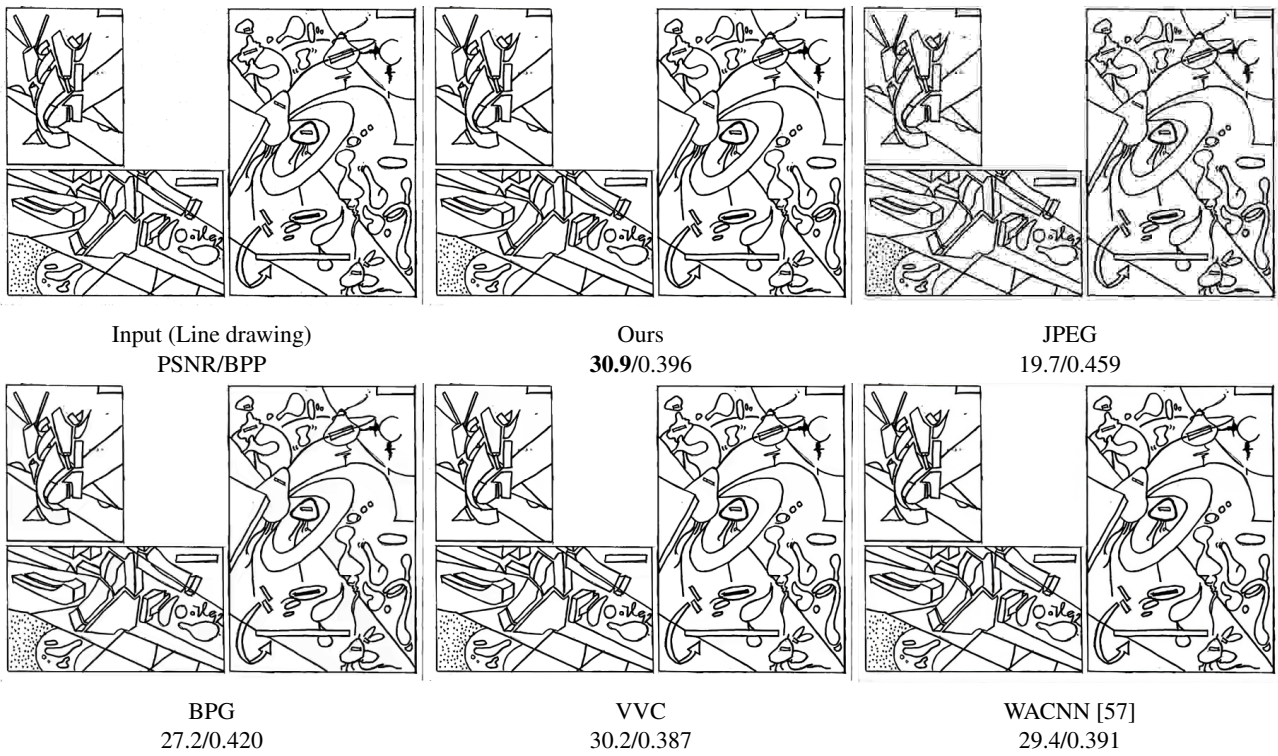 Input (Line drawing)
PSNR/BPP
Ours
30.9/0.396
JPEG
19.7/0.459
BPG
27.2/0.420
VVC
30.2/0.387
WACNN [57]
29.4/0.391